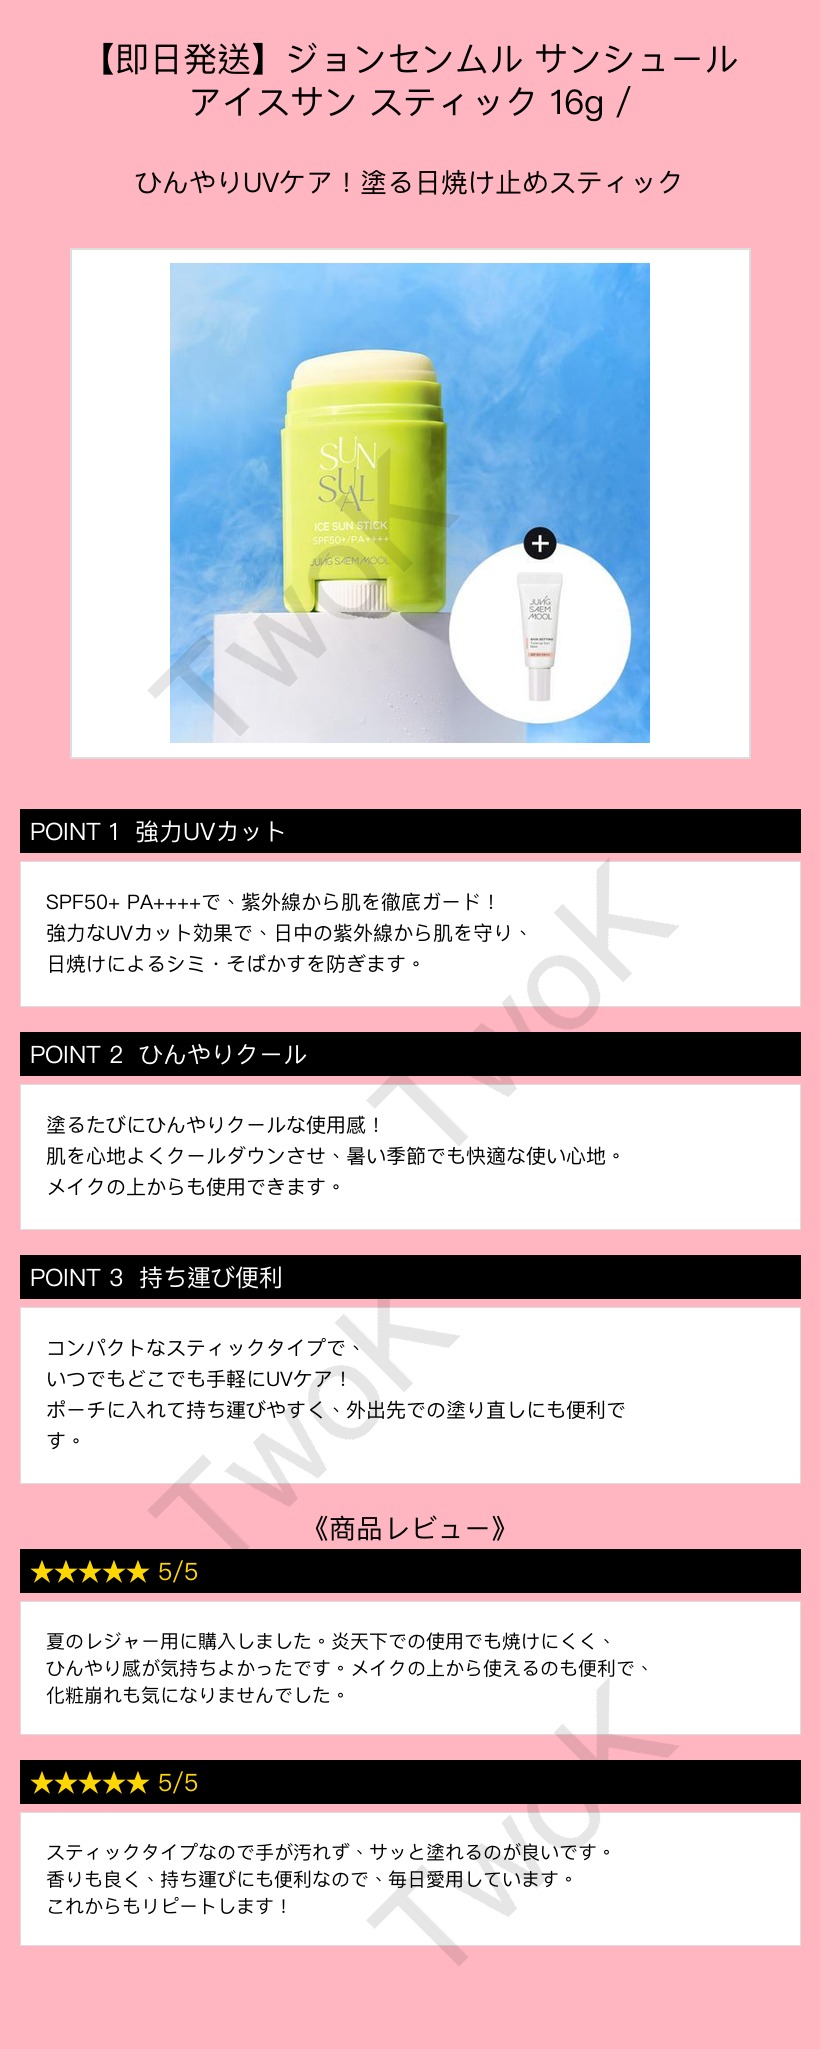 【即日発送】ジョンセンムル サンシュール
アイスサン スティック 16g /
ひんやりUVケア！塗る日焼け止めスティック
SUN
SUAL
ICE SUN STICK
SPF50+/PA++++
JUNG SAEM MOOL
+
JUNG
SAEM
MOOL
TwoK
POINT 1 強力UVカット
SPF50+ PA++++で、紫外線から肌を徹底ガード！
強力なUVカット効果で、日中の紫外線から肌を守り、
日焼けによるシミ・そばかすを防ぎます。
TwoK
POINT 2 ひんやりクール
塗るたびにひんやりクールな使用感！
肌を心地よくクールダウンさせ、暑い季節でも快適な使い心地。
メイクの上からも使用できます。
POINT 3 持ち運び便利
コンパクトなスティックタイプで、
いつでもどこでも手軽にUVケア！
ポーチに入れて持ち運びやすく、外出先での塗り直しにも便利で
す。
TwoK
《商品レビュー》
★★★★★ 5/5
夏のレジャー用に購入しました。炎天下での使用でも焼けにくく、
ひんやり感が気持ちよかったです。メイクの上から使えるのも便利で、
化粧崩れも気になりませんでした。
★★★★★ 5/5
スティックタイプなので手が汚れず、サッと塗れるのが良いです。
香りも良く、持ち運びにも便利なので、毎日愛用しています。
これからもリピートします！
TwoK